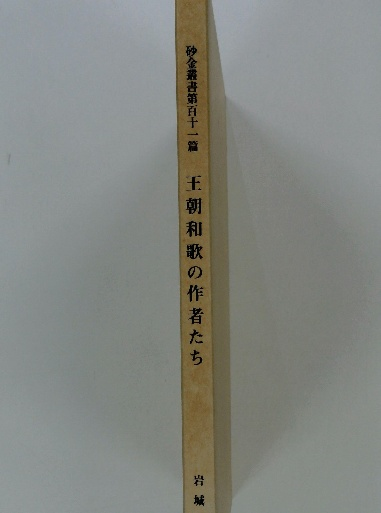 砂金叢書第百十一篇
王朝和歌の作者たち
岩城